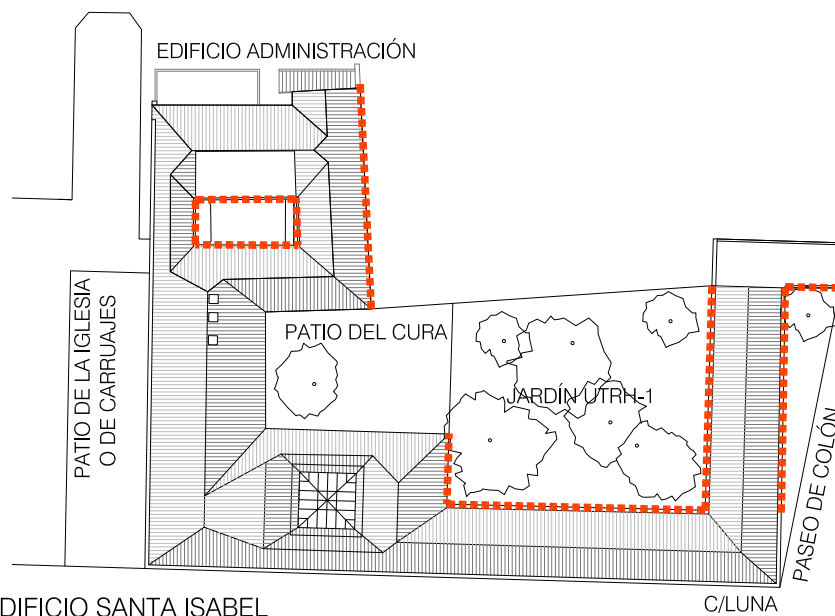 EDIFICIO ADMINISTRACIÓN
PATIO DEL CURA
JARDÍN UTRH-1
PATIO DE LA IGLESIA
O DE CARRUAJES
PASEO DE COLÓN
C/LUNA
DIFICIO SANTA ISABEL